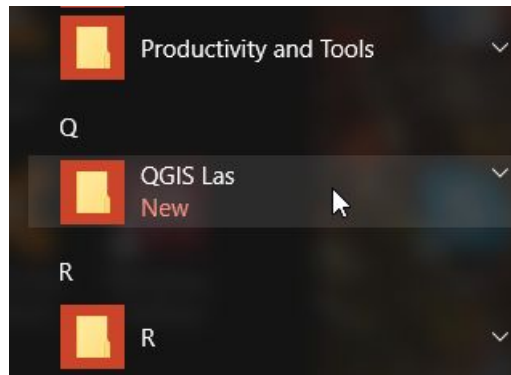 Productivity and Tools
Q
QGIS Las
New
R
R